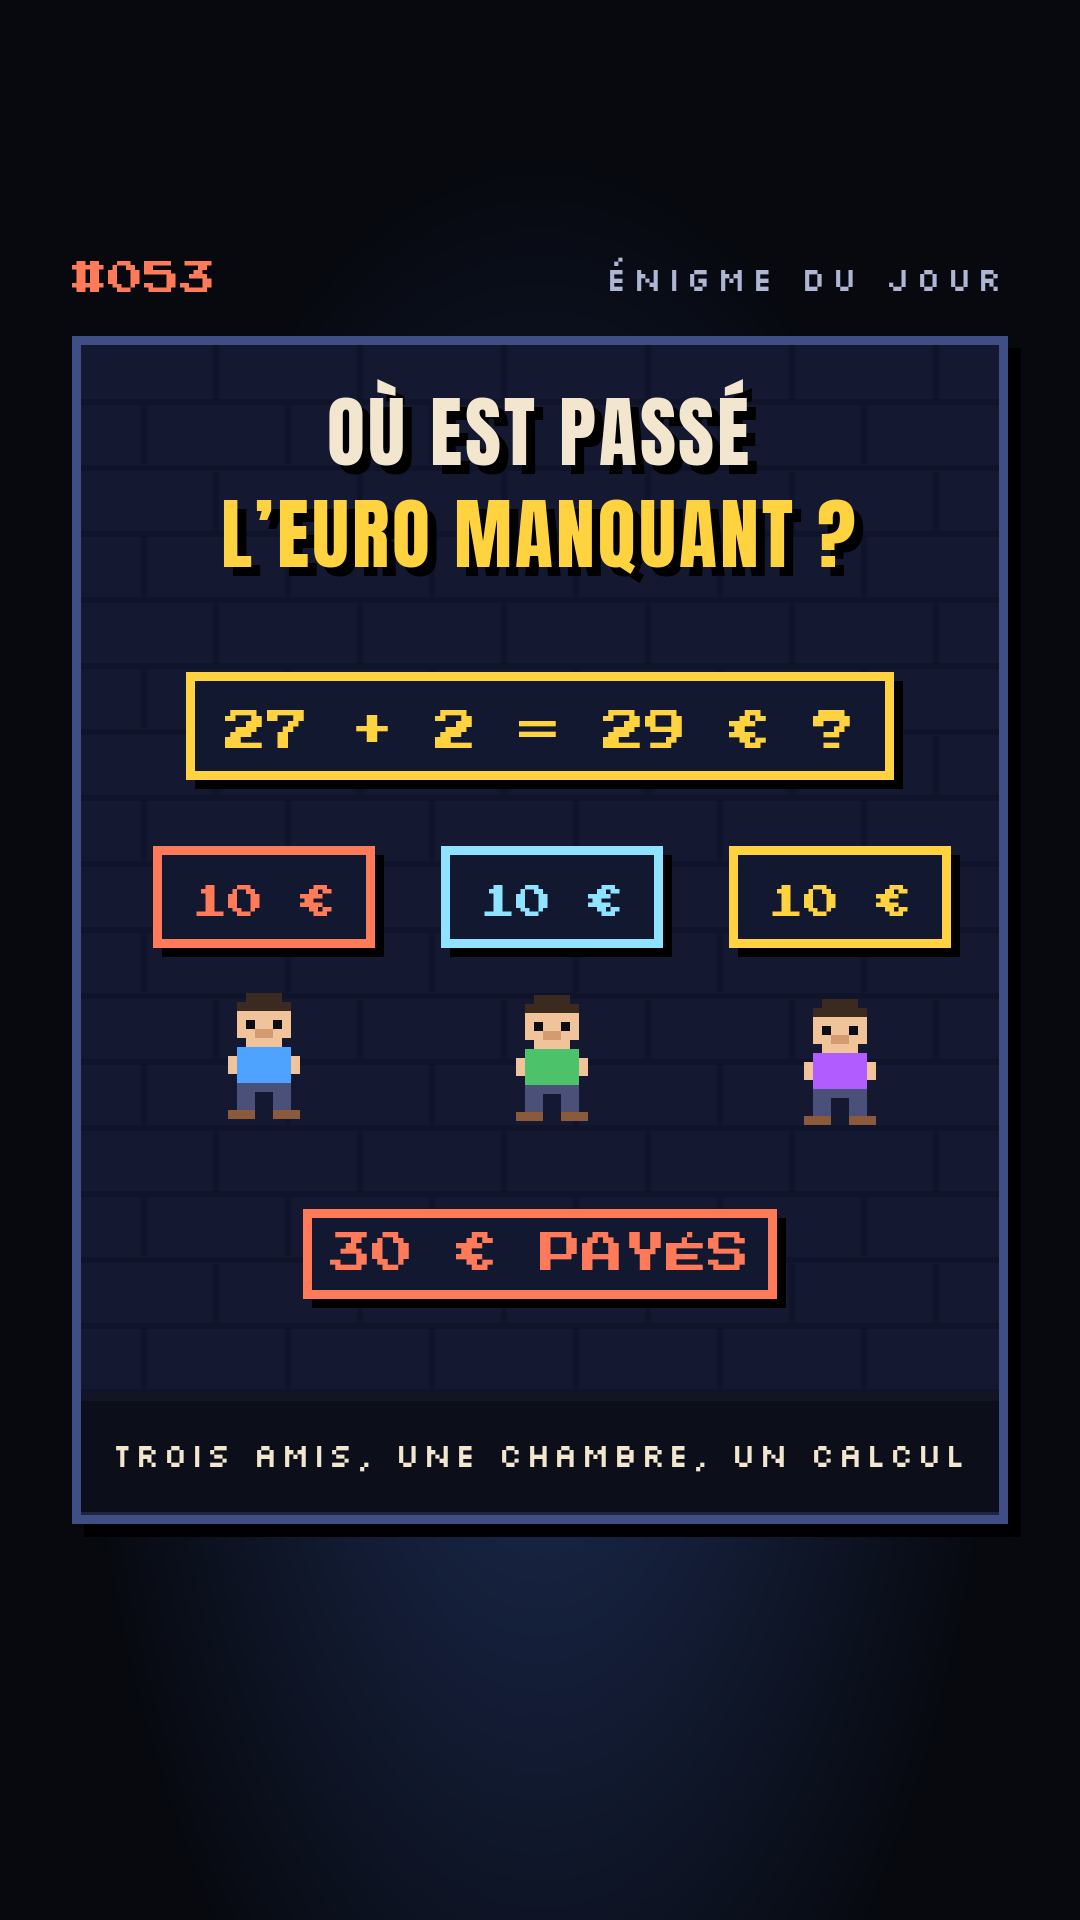 #053
ÉNIGME DU JOUR
OÙ EST PASSÉ
L’EURO MANQUANT ?
27 + 2 = 29 € ?
10 €
10 €
10 €
30 € PAYÉS
TROIS AMIS, UNE CHAMBRE, UN CALCUL